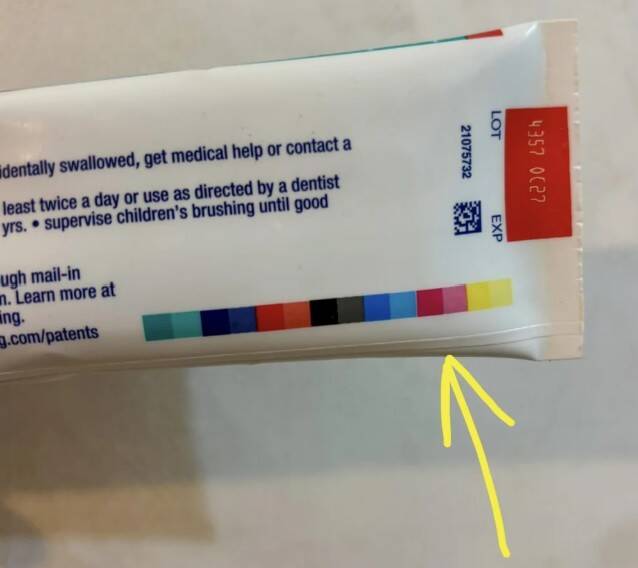 identally swallowed, get medical help or contact a
least twice a day or use as directed by a dentist
yrs. • supervise children's brushing until good
ugh mail-in
n. Learn more at
ing.
g.com/patents
21075732
LOT
EXP
4357 0C27